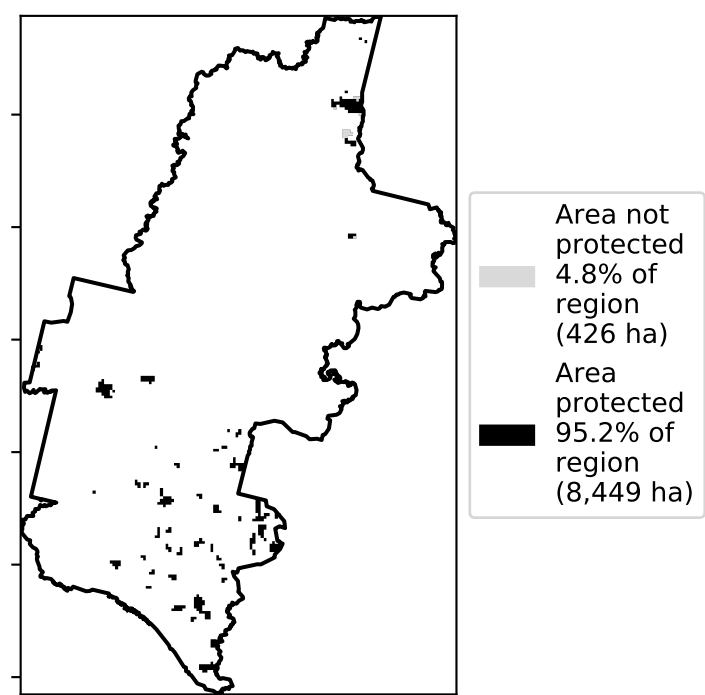 Area not
protected
4.8% of
region
(426 ha)
Area
protected
95.2% of
region
(8,449 ha)